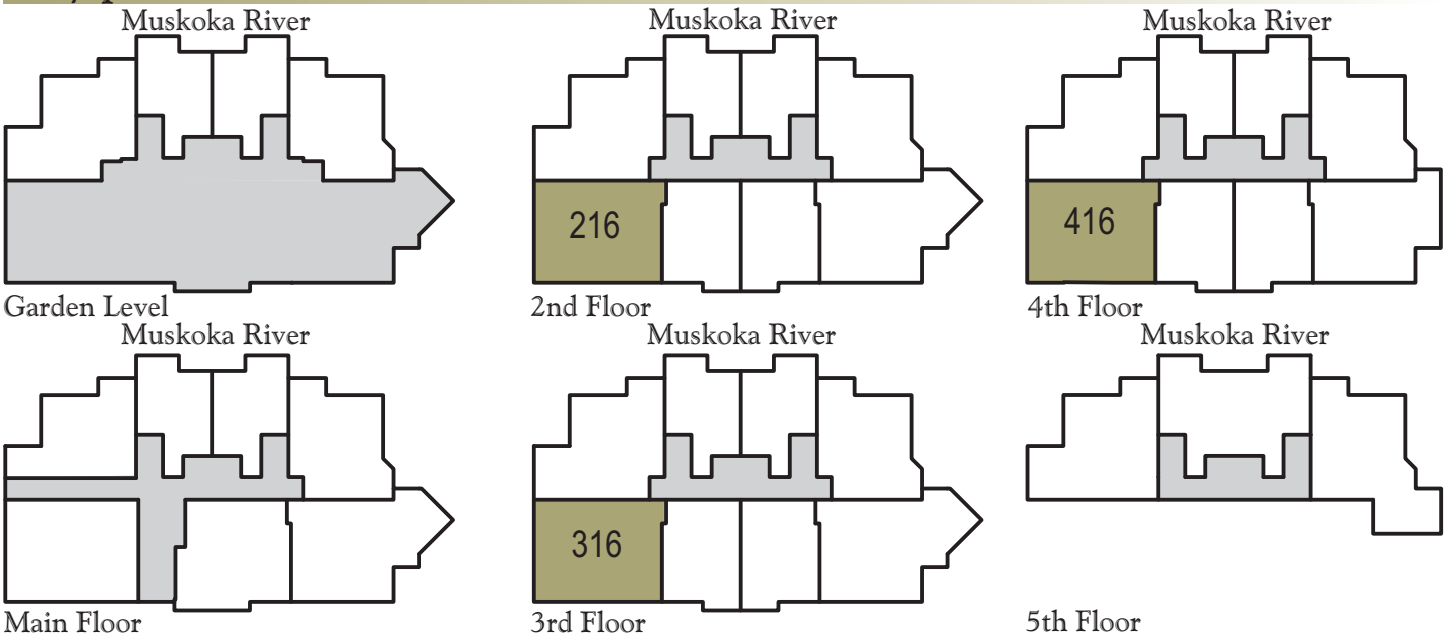 Muskoka River
Muskoka River
Muskoka River
216
416
Garden Level
2nd Floor
4th Floor
Muskoka River
Muskoka River
Muskoka River
316
Main Floor
3rd Floor
5th Floor